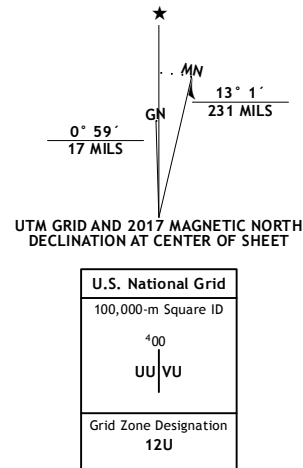 ★
MN
GN
13° 1´
231 MILS
0° 59´
17 MILS
UTM GRID AND 2017 MAGNETIC NORTH
DECLINATION AT CENTER OF SHEET
U.S. National Grid
100,000-m Square ID
⁴00
UU VU
Grid Zone Designation
12U